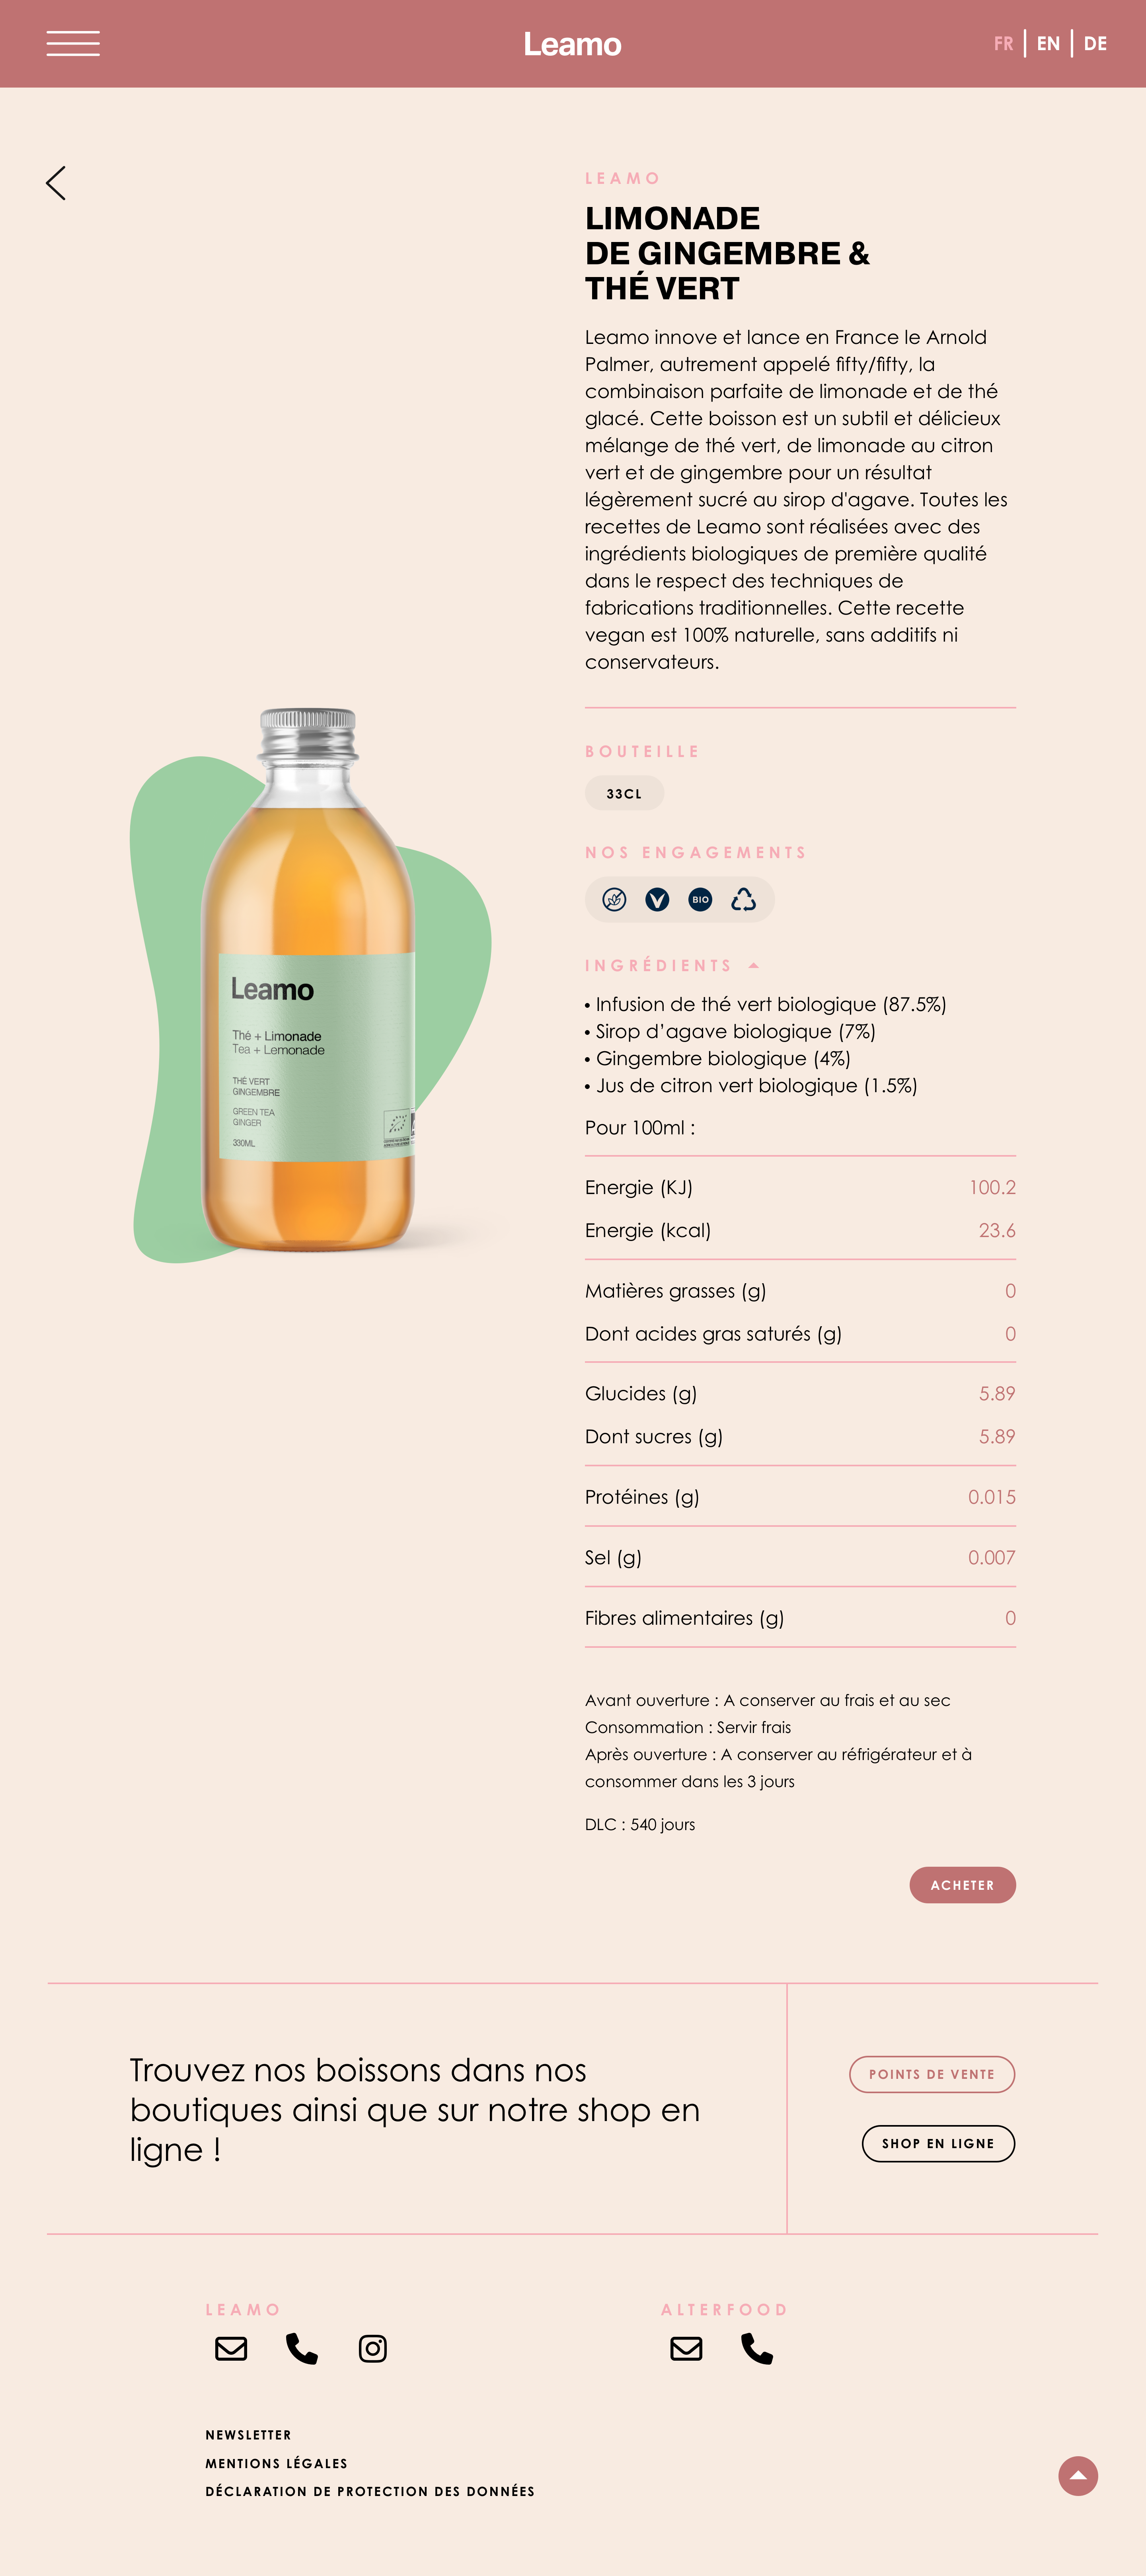 Leamo
FR | EN | DE
LEAMO
LIMONADE
DE GINGEMBRE &
THÉ VERT
Leamo innove et lance en France le Arnold
Palmer, autrement appelé fifty/fifty, la
combinaison parfaite de limonade et de thé
glacé. Cette boisson est un subtil et délicieux
mélange de thé vert, de limonade au citron
vert et de gingembre pour un résultat
légèrement sucré au sirop d'agave. Toutes les
recettes de Leamo sont réalisées avec des
ingrédients biologiques de première qualité
dans le respect des techniques de
fabrications traditionnelles. Cette recette
vegan est 100% naturelle, sans additifs ni
conservateurs.
BOUTEILLE
33CL
NOS ENGAGEMENTS
V BIO
INGRÉDIENTS
• Infusion de thé vert biologique (87.5%)
• Sirop d’agave biologique (7%)
• Gingembre biologique (4%)
• Jus de citron vert biologique (1.5%)
Pour 100ml :
Energie (KJ) 100.2
Energie (kcal) 23.6
Matières grasses (g) 0
Dont acides gras saturés (g) 0
Glucides (g) 5.89
Dont sucres (g) 5.89
Protéines (g) 0.015
Sel (g) 0.007
Fibres alimentaires (g) 0
Avant ouverture : A conserver au frais et au sec
Consommation : Servir frais
Après ouverture : A conserver au réfrigérateur et à
consommer dans les 3 jours
DLC : 540 jours
ACHETER
Leamo
Thé + Limonade
Tea + Lemonade
THÉ VERT
GINGEMBRE
GREEN TEA
GINGER
330ML
Trouvez nos boissons dans nos
boutiques ainsi que sur notre shop en
ligne !
POINTS DE VENTE
SHOP EN LIGNE
LEAMO
ALTERFOOD
NEWSLETTER
MENTIONS LÉGALES
DÉCLARATION DE PROTECTION DES DONNÉES